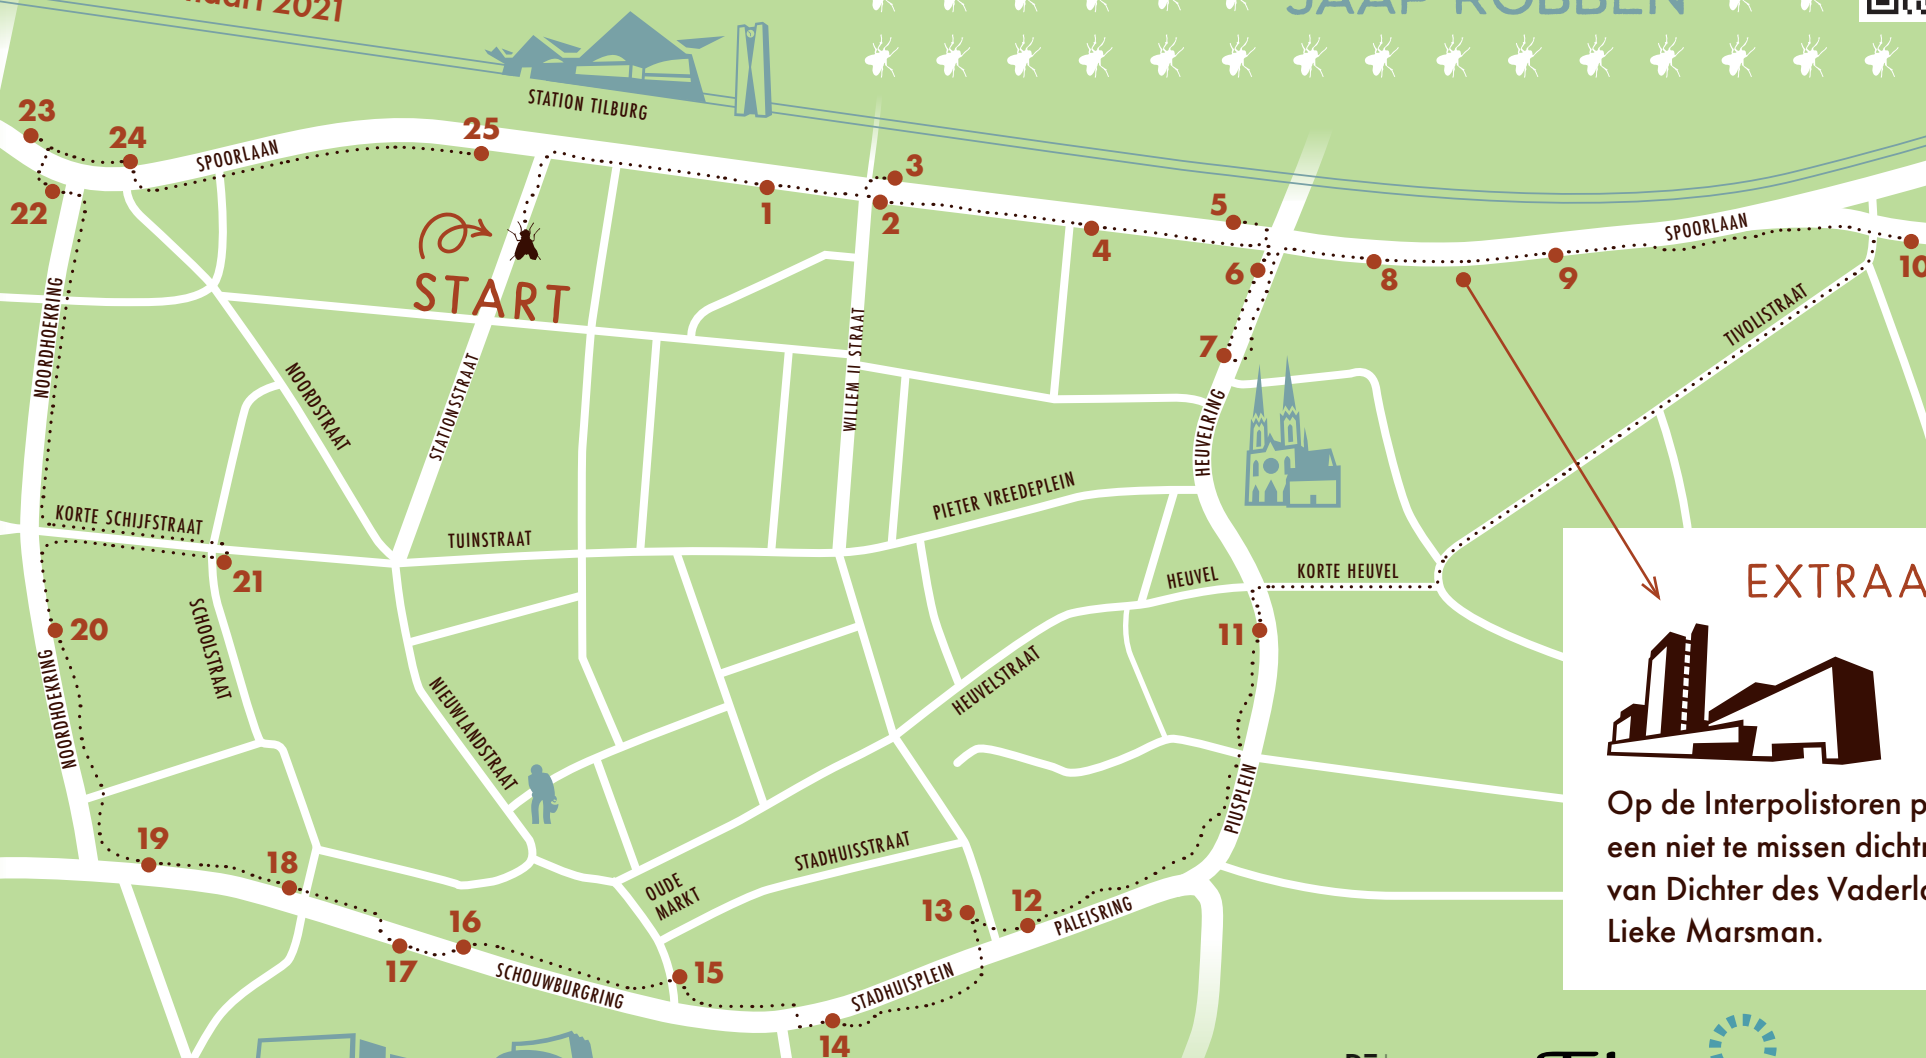 2021
JAAP ROBBEN
STATION TILBURG
23
24
25
SPOORLAAN
3
22
1
2
5
4
SPOORLAAN
6
8
9
10
START
7
TIVOLISTRAAT
NOORDHOEKRING
NOORDSTRAAT
STATIONSSTRAAT
WILLEM II STRAAT
HEUVELRING
PIETER VREEDEPLEIN
KORTE SCHIJFSTRAAT
TUINSTRAAT
21
HEUVEL
KORTE HEUVEL
EXTRAA
20
SCHOOLSTRAAT
11
NOORDHOEKRING
NIEUWLANDSTRAAT
HEUVELSTRAAT
PIUSPLEIN
Op de Interpolistoren p
een niet te missen dicht
van Dichter des Vaderla
Lieke Marsman.
19
18
STADHUISSTRAAT
OUDE
MARKT
13
12
PALEISRING
16
17
SCHOUWBURGRING
15
STADHUISPLEIN
14